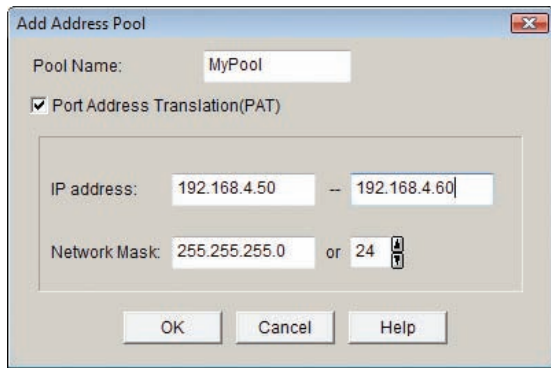 Add Address Pool
Pool Name: MyPool
Port Address Translation(PAT)
IP address: 192.168.4.50 -- 192.168.4.60
Network Mask: 255.255.255.0 or 24
OK Cancel Help